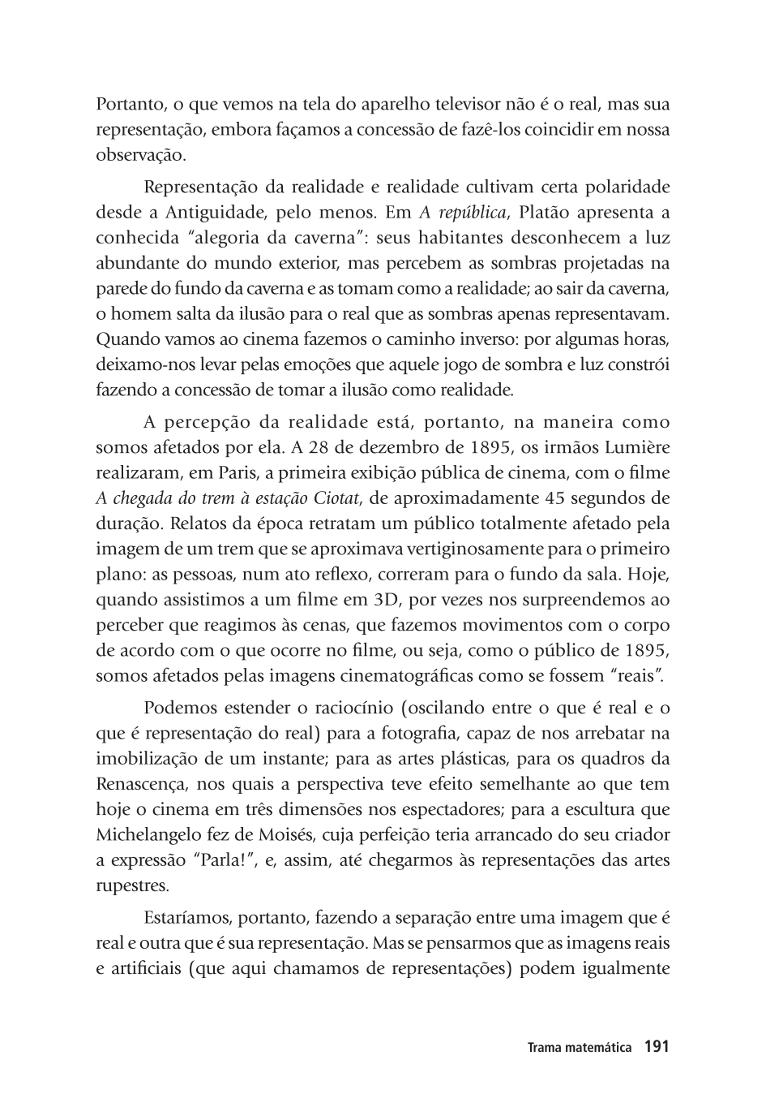 Portanto, o que vemos na tela do aparelho televisor não é o real, mas sua
representação, embora façamos a concessão de fazê-los coincidir em nossa
observação.
Representação da realidade e realidade cultivam certa polaridade
desde a Antiguidade, pelo menos. Em A república, Platão apresenta a
conhecida “alegoria da caverna”: seus habitantes desconhecem a luz
abundante do mundo exterior, mas percebem as sombras projetadas na
parede do fundo da caverna e as tomam como a realidade; ao sair da caverna,
o homem salta da ilusão para o real que as sombras apenas representavam.
Quando vamos ao cinema fazemos o caminho inverso: por algumas horas,
deixamo-nos levar pelas emoções que aquele jogo de sombra e luz constrói
fazendo a concessão de tomar a ilusão como realidade.
A percepção da realidade está, portanto, na maneira como
somos afetados por ela. A 28 de dezembro de 1895, os irmãos Lumière
realizaram, em Paris, a primeira exibição pública de cinema, com o filme
A chegada do trem à estação Ciotat, de aproximadamente 45 segundos de
duração. Relatos da época retratam um público totalmente afetado pela
imagem de um trem que se aproximava vertiginosamente para o primeiro
plano: as pessoas, num ato reflexo, correram para o fundo da sala. Hoje,
quando assistimos a um filme em 3D, por vezes nos surpreendemos ao
perceber que reagimos às cenas, que fazemos movimentos com o corpo
de acordo com o que ocorre no filme, ou seja, como o público de 1895,
somos afetados pelas imagens cinematográficas como se fossem “reais”.
Podemos estender o raciocínio (oscilando entre o que é real e o
que é representação do real) para a fotografia, capaz de nos arrebatar na
imobilização de um instante; para as artes plásticas, para os quadros da
Renascença, nos quais a perspectiva teve efeito semelhante ao que tem
hoje o cinema em três dimensões nos espectadores; para a escultura que
Michelangelo fez de Moisés, cuja perfeição teria arrancado do seu criador
a expressão “Parla!”, e, assim, até chegarmos às representações das artes
rupestres.
Estaríamos, portanto, fazendo a separação entre uma imagem que é
real e outra que é sua representação. Mas se pensarmos que as imagens reais
e artificiais (que aqui chamamos de representações) podem igualmente
Trama matemática 191